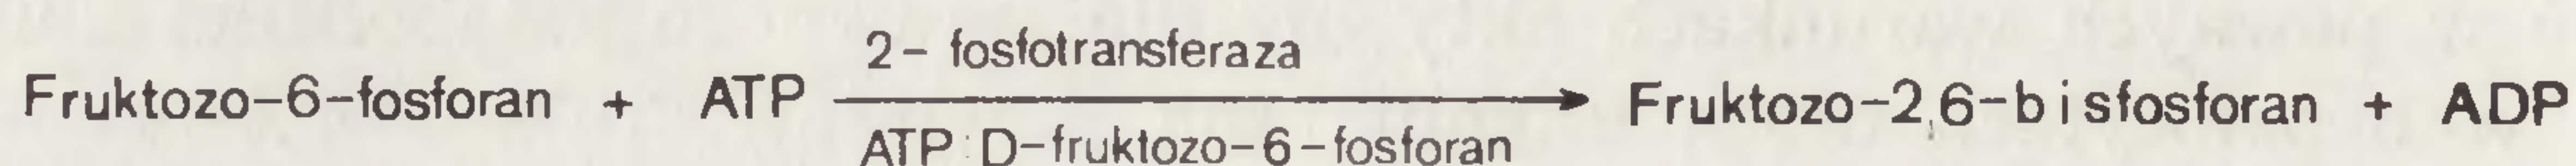 2- fosfotransferaza
Fruktozo-6-fosforan + ATP → Fruktozo-2,6-bisfosforan + ADP
ATP:D-fruktozo-6-fosforan